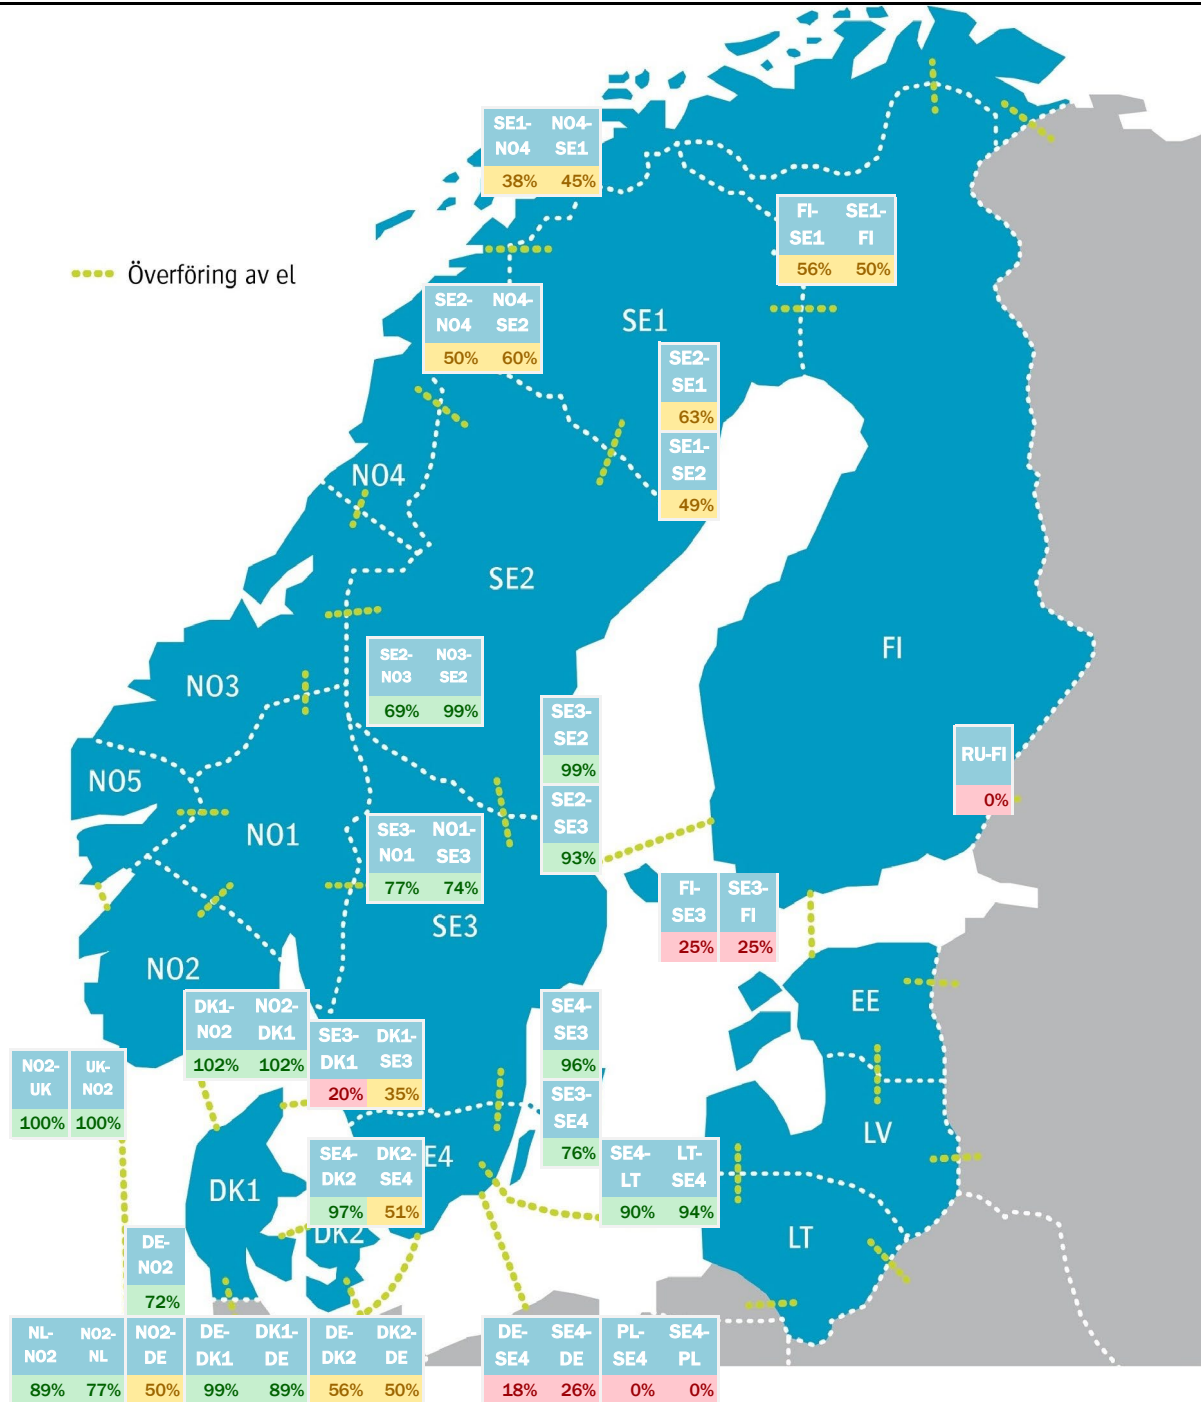 SE1- NO4-
NO4 SE1
38% 45%
FI- SE1-
SE1 FI
56% 50%
Överföring av el
SE2- NO4-
NO4 SE2
50% 60%
SE1
SE2-
SE1
63%
SE1-
SE2
49%
NO4
SE2
FI
SE2- NO3-
NO3 SE2
69% 99%
NO3
SE3-
SE2
99%
SE2-
SE3
93%
RU-FI
0%
NO5
NO1
SE3- NO1-
NO1 SE3
77% 74%
SE3
FI- SE3-
SE3 FI
25% 25%
NO2
EE
DK1- NO2-
NO2 DK1
102% 102%
SE3- DK1-
DK1 SE3
20% 35%
SE4-
SE3
96%
SE3-
SE4
76%
NO2- UK-
UK NO2
100% 100%
LV
SE4- DK2-
DK2 SE4
97% 51%
E4
SE4- LT-
LT SE4
90% 94%
DK1
DK2
LT
DE-
NO2
72%
NL- NO2- NO2- DE- DK1- DE- DK2-
NO2 NL DE DK1 DE DK2 DE
89% 77% 50% 99% 89% 56% 50%
DE- SE4- PL- SE4-
SE4 DE SE4 PL
18% 26% 0% 0%